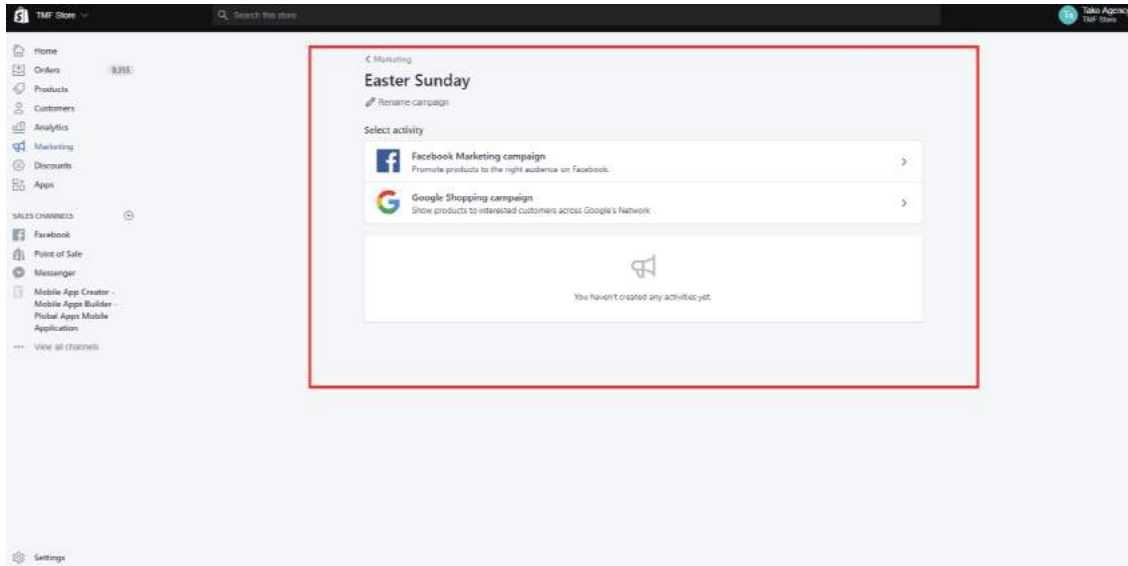 TMF Store
Search this store
Tako Agency
TMF Store
Home
Orders
Products
Customers
Analytics
Marketing
Discounts
Apps
SALES CHANNELS
Facebook
Point of Sale
Messenger
Mobile App Creator -
Mobile Apps Builder -
Plobal Apps Mobile
Application
View all channels
Settings
Marketing
Easter Sunday
Rename campaign
Select activity
Facebook Marketing campaign
Promote products to the right audience on Facebook.
Google Shopping campaign
Show products to interested customers across Google's Network
You haven't created any activities yet.